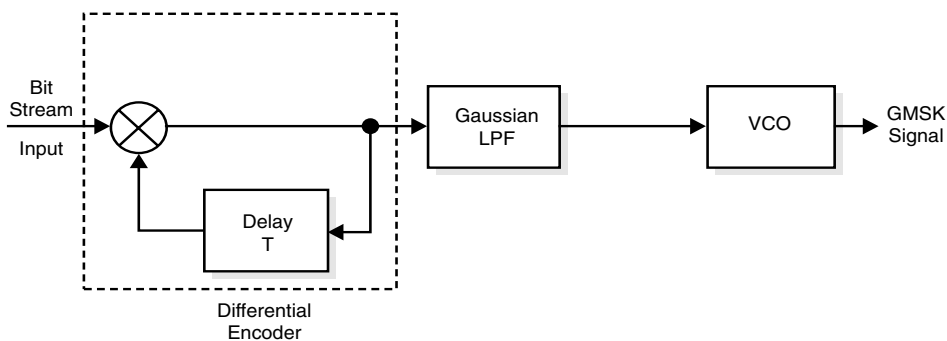 Bit
Stream
Input
Gaussian
LPF
VCO
GMSK
Signal
Delay
T
Differential
Encoder